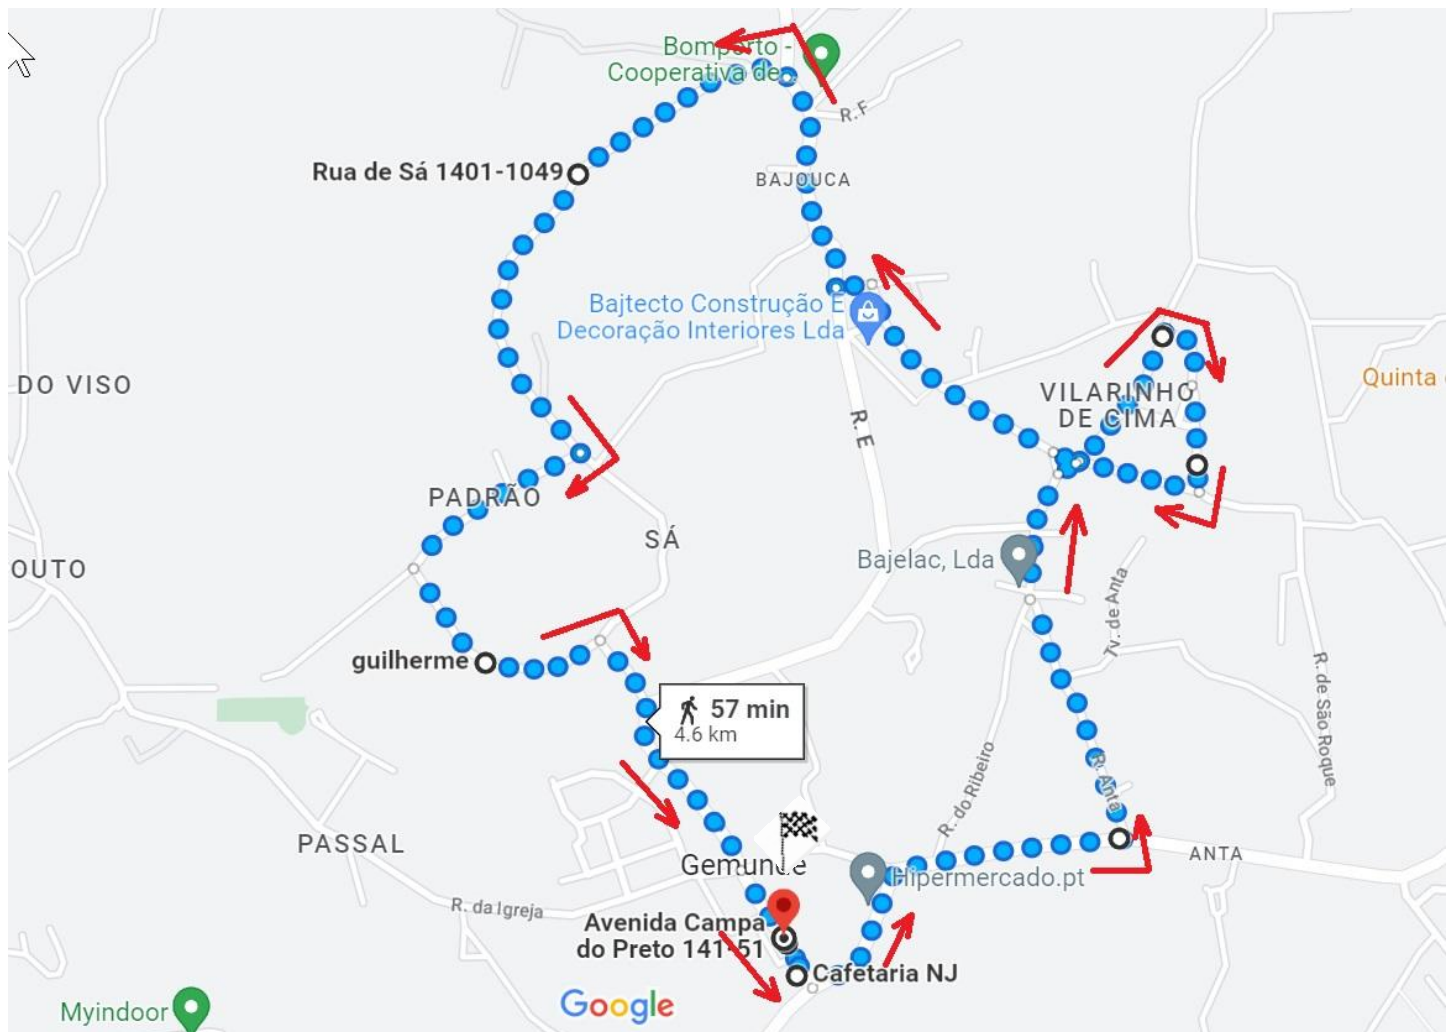 Bomporto -
Cooperativa de
R. F
Rua de Sá 1401-1049
BAJOUCA
Bajtecto Construção E
Decoração Interiores Lda
DO VISO
Quinta
VILARINHO
DE CIMA
R. E
PADRÃO
SÁ
Bajelac, Lda
OUTO
Tv. de Anta
guilherme
R. de São Roque
57 min
4.6 km
R. Anta
R. do Ribeiro
PASSAL
ANTA
Gemunde
Hipermercado.pt
R. da Igreja
Avenida Campa
do Preto 141-51
Cafetaria NJ
Google
Myindoor